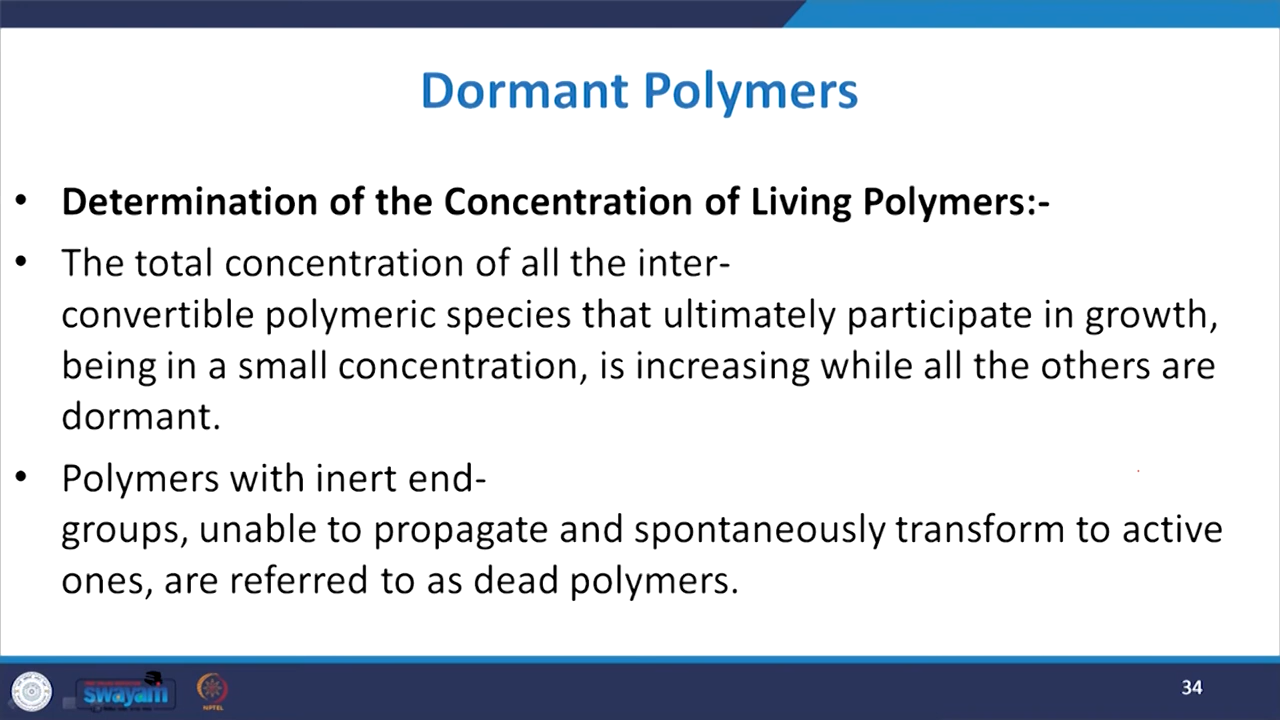 Dormant Polymers
• Determination of the Concentration of Living Polymers:-
• The total concentration of all the inter-
convertible polymeric species that ultimately participate in growth,
being in a small concentration, is increasing while all the others are
dormant.
• Polymers with inert end-
groups, unable to propagate and spontaneously transform to active
ones, are referred to as dead polymers.
swayam
NPTEL
34